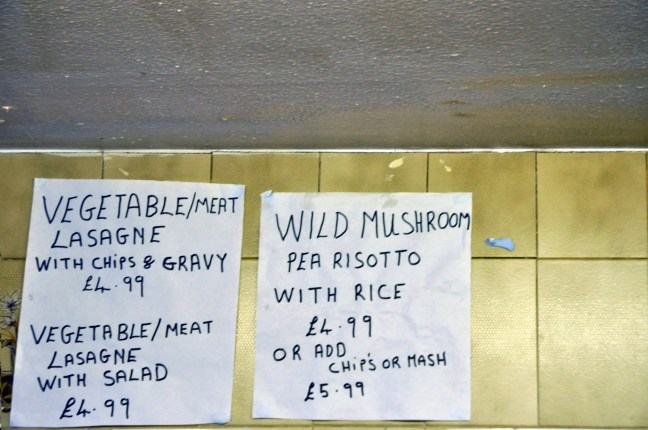 VEGETABLE/MEAT
LASAGNE
WITH CHIPS & GRAVY
£4.99
VEGETABLE/MEAT
LASAGNE
WITH SALAD
£4.99
WILD MUSHROOM
PEA RISOTTO
WITH RICE
£4.99
OR ADD
CHIP'S OR MASH
£5.99